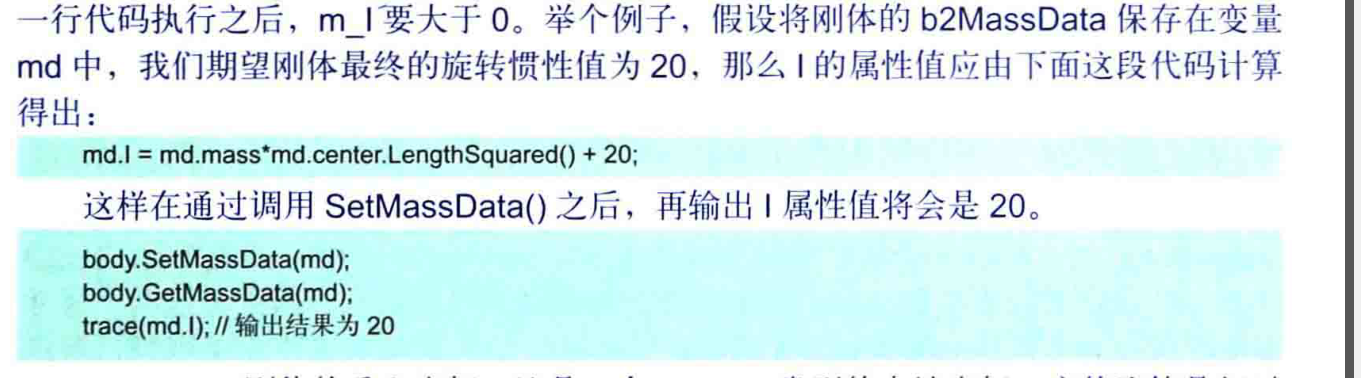 一行代码执行之后，m_I 要大于 0。举个例子，假设将刚体的 b2MassData 保存在变量
md 中，我们期望刚体最终的旋转惯性值为 20，那么 I 的属性值应由下面这段代码计算
得出：
md.I = md.mass*md.center.LengthSquared() + 20;
这样在通过调用 SetMassData() 之后，再输出 I 属性值将会是 20。
body.SetMassData(md);
body.GetMassData(md);
trace(md.I); // 输出结果为 20